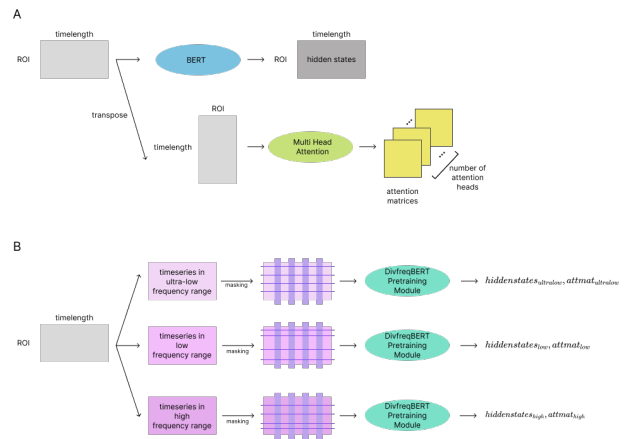 A
timelength
ROI
BERT
timelength
ROI
hidden states
transpose
ROI
timelength
Multi Head
Attention
...
...
attention
matrices
number of
attention
heads
B
timelength
ROI
timeseries in
ultra-low
frequency range
masking
DivfreqBERT
Pretraining
Module
hiddenstates_ultralow, attmat_ultralow
timeseries in
low
frequency range
masking
DivfreqBERT
Pretraining
Module
hiddenstates_low, attmat_low
timeseries in
high
frequency range
masking
DivfreqBERT
Pretraining
Module
hiddenstates_high, attmat_high